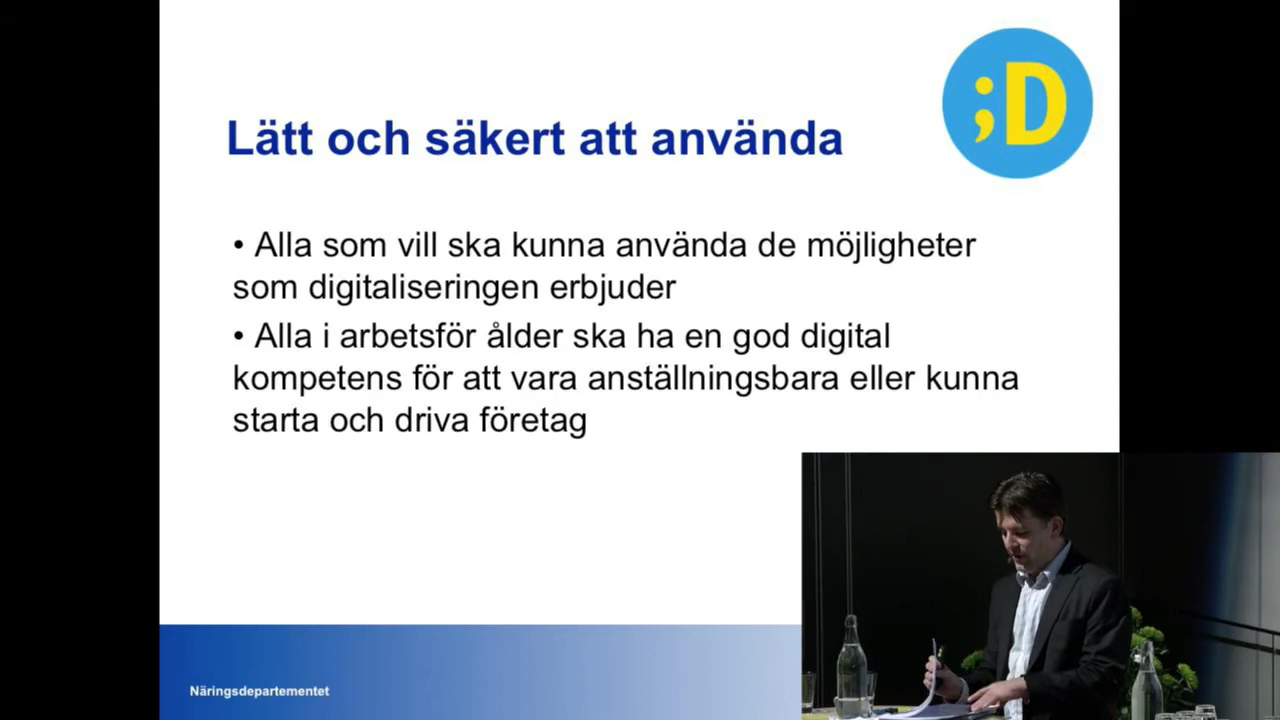 ;D
Lätt och säkert att använda
• Alla som vill ska kunna använda de möjligheter
som digitaliseringen erbjuder
• Alla i arbetsför ålder ska ha en god digital
kompetens för att vara anställningsbara eller kunna
starta och driva företag
Näringsdepartementet